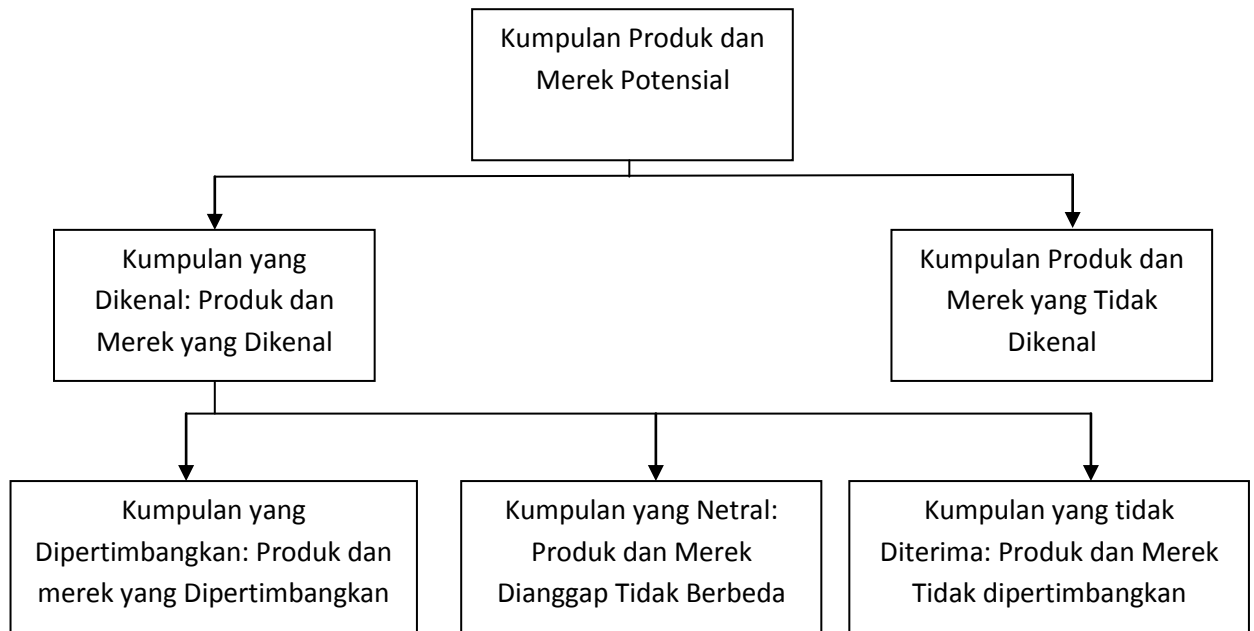 Kumpulan Produk dan
Merek Potensial
Kumpulan yang
Dikenal: Produk dan
Merek yang Dikenal
Kumpulan Produk dan
Merek yang Tidak
Dikenal
Kumpulan yang
Dipertimbangkan: Produk dan
merek yang Dipertimbangkan
Kumpulan yang Netral:
Produk dan Merek
Dianggap Tidak Berbeda
Kumpulan yang tidak
Diterima: Produk dan Merek
Tidak dipertimbangkan